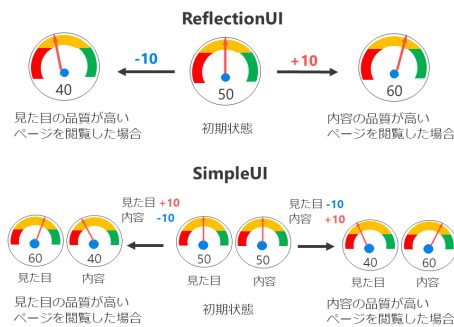 ReflectionUI
-10
+10
40
50
60
見た目の品質が高い
ページを閲覧した場合
初期状態
内容の品質が高い
ページを閲覧した場合
SimpleUI
見た目 +10
内容 -10
見た目 -10
内容 +10
60 40 50 50 40 60
見た目 内容 見た目 内容 見た目 内容
見た目の品質が高い
ページを閲覧した場合
初期状態
内容の品質が高い
ページを閲覧した場合